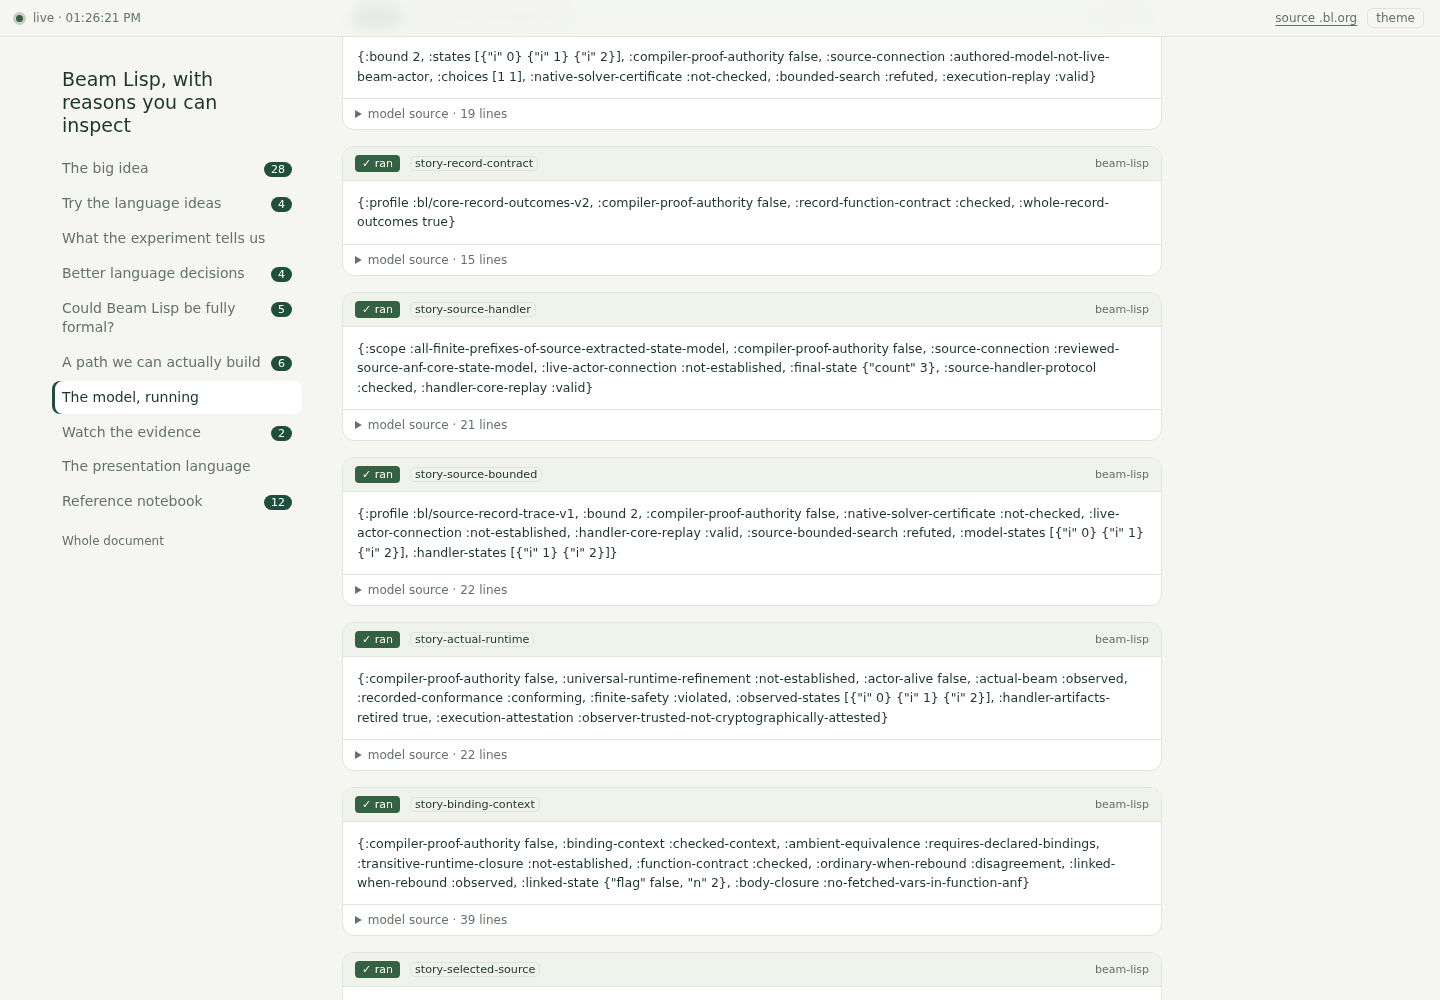 live · 01:26:21 PM
source .bl.org
theme
Beam Lisp, with
reasons you can
inspect
The big idea 28
Try the language ideas 4
What the experiment tells us
Better language decisions 4
Could Beam Lisp be fully 5
formal?
A path we can actually build 6
The model, running
Watch the evidence 2
The presentation language
Reference notebook 12
Whole document
{:bound 2, :states [{"i" 0} {"i" 1} {"i" 2}], :compiler-proof-authority false, :source-connection :authored-model-not-live-
beam-actor, :choices [1 1], :native-solver-certificate :not-checked, :bounded-search :refuted, :execution-replay :valid}
▶ model source · 19 lines
✓ ran story-record-contract beam-lisp
{:profile :bl/core-record-outcomes-v2, :compiler-proof-authority false, :record-function-contract :checked, :whole-record-
outcomes true}
▶ model source · 15 lines
✓ ran story-source-handler beam-lisp
{:scope :all-finite-prefixes-of-source-extracted-state-model, :compiler-proof-authority false, :source-connection :reviewed-
source-anf-core-state-model, :live-actor-connection :not-established, :final-state {"count" 3}, :source-handler-protocol
:checked, :handler-core-replay :valid}
▶ model source · 21 lines
✓ ran story-source-bounded beam-lisp
{:profile :bl/source-record-trace-v1, :bound 2, :compiler-proof-authority false, :native-solver-certificate :not-checked, :live-
actor-connection :not-established, :handler-core-replay :valid, :source-bounded-search :refuted, :model-states [{"i" 0} {"i" 1}
{"i" 2}], :handler-states [{"i" 1} {"i" 2}]}
▶ model source · 22 lines
✓ ran story-actual-runtime beam-lisp
{:compiler-proof-authority false, :universal-runtime-refinement :not-established, :actor-alive false, :actual-beam :observed,
:recorded-conformance :conforming, :finite-safety :violated, :observed-states [{"i" 0} {"i" 1} {"i" 2}], :handler-artifacts-
retired true, :execution-attestation :observer-trusted-not-cryptographically-attested}
▶ model source · 22 lines
✓ ran story-binding-context beam-lisp
{:compiler-proof-authority false, :binding-context :checked-context, :ambient-equivalence :requires-declared-bindings,
:transitive-runtime-closure :not-established, :function-contract :checked, :ordinary-when-rebound :disagreement, :linked-
when-rebound :observed, :linked-state {"flag" false, "n" 2}, :body-closure :no-fetched-vars-in-function-anf}
▶ model source · 39 lines
✓ ran story-selected-source beam-lisp